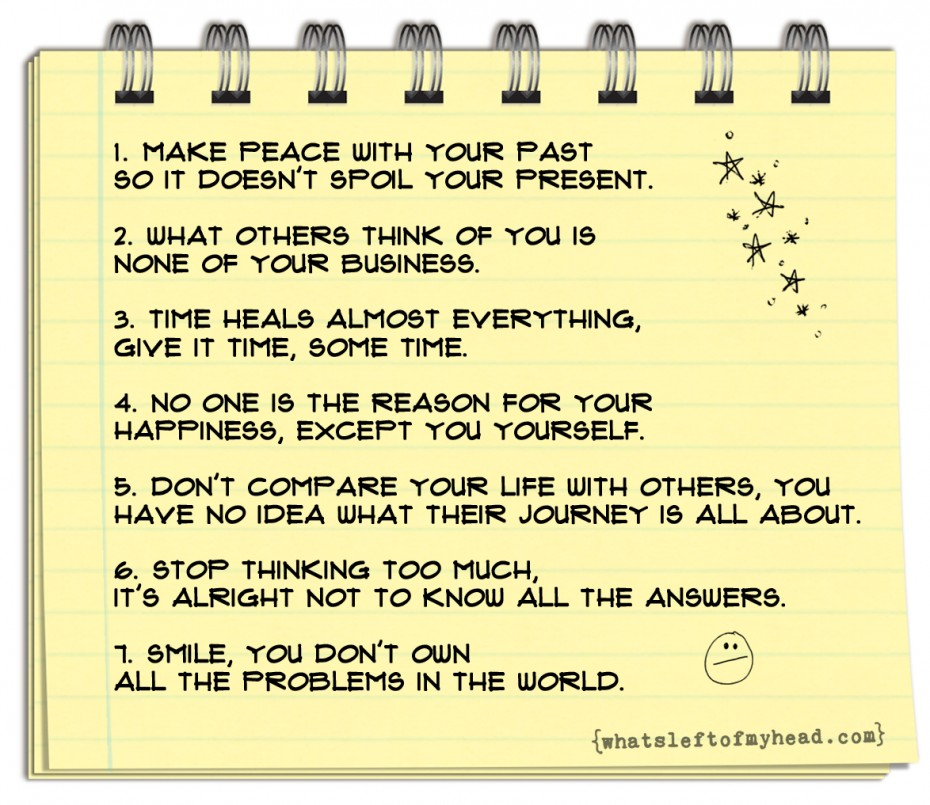 1. MAKE PEACE WITH YOUR PAST
SO IT DOESN'T SPOIL YOUR PRESENT.
2. WHAT OTHERS THINK OF YOU IS
NONE OF YOUR BUSINESS.
3. TIME HEALS ALMOST EVERYTHING,
GIVE IT TIME, SOME TIME.
4. NO ONE IS THE REASON FOR YOUR
HAPPINESS, EXCEPT YOU YOURSELF.
5. DON'T COMPARE YOUR LIFE WITH OTHERS, YOU
HAVE NO IDEA WHAT THEIR JOURNEY IS ALL ABOUT.
6. STOP THINKING TOO MUCH,
IT'S ALRIGHT NOT TO KNOW ALL THE ANSWERS.
7. SMILE, YOU DON'T OWN
ALL THE PROBLEMS IN THE WORLD.
{whatsleftofmyhead.com}